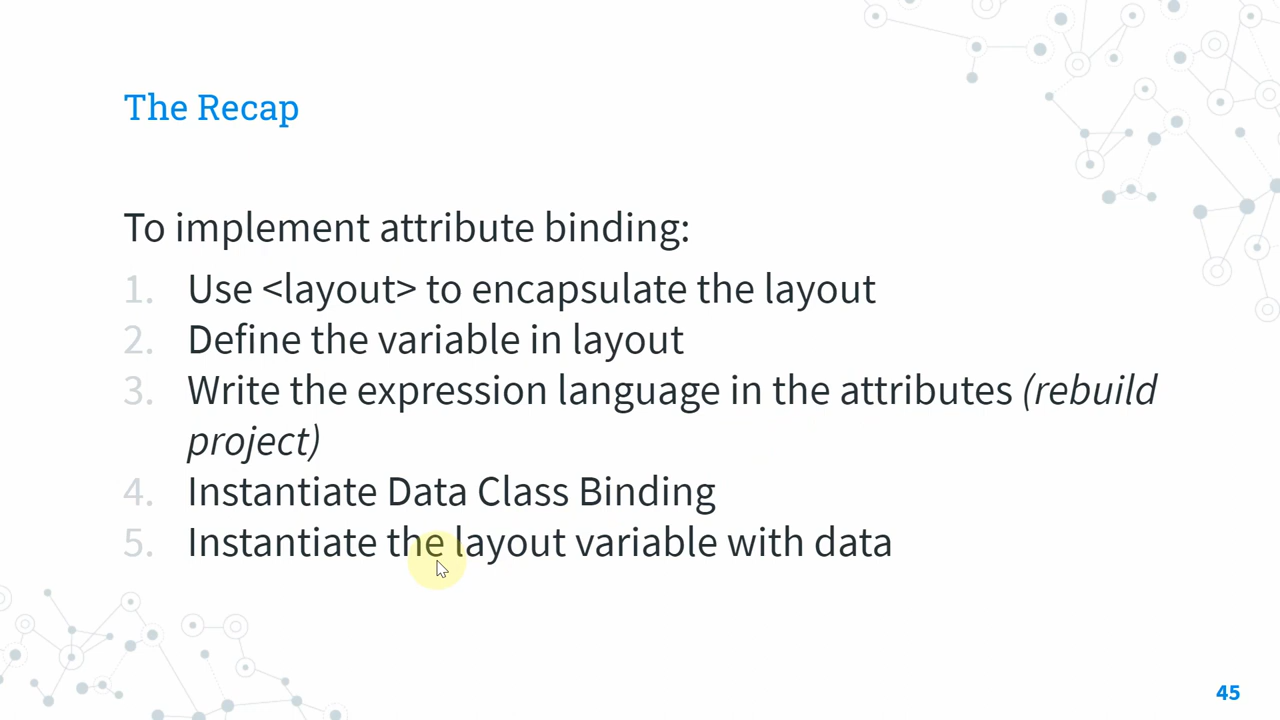 The Recap
To implement attribute binding:
1. Use <layout> to encapsulate the layout
2. Define the variable in layout
3. Write the expression language in the attributes (rebuild
project)
4. Instantiate Data Class Binding
5. Instantiate the layout variable with data
45